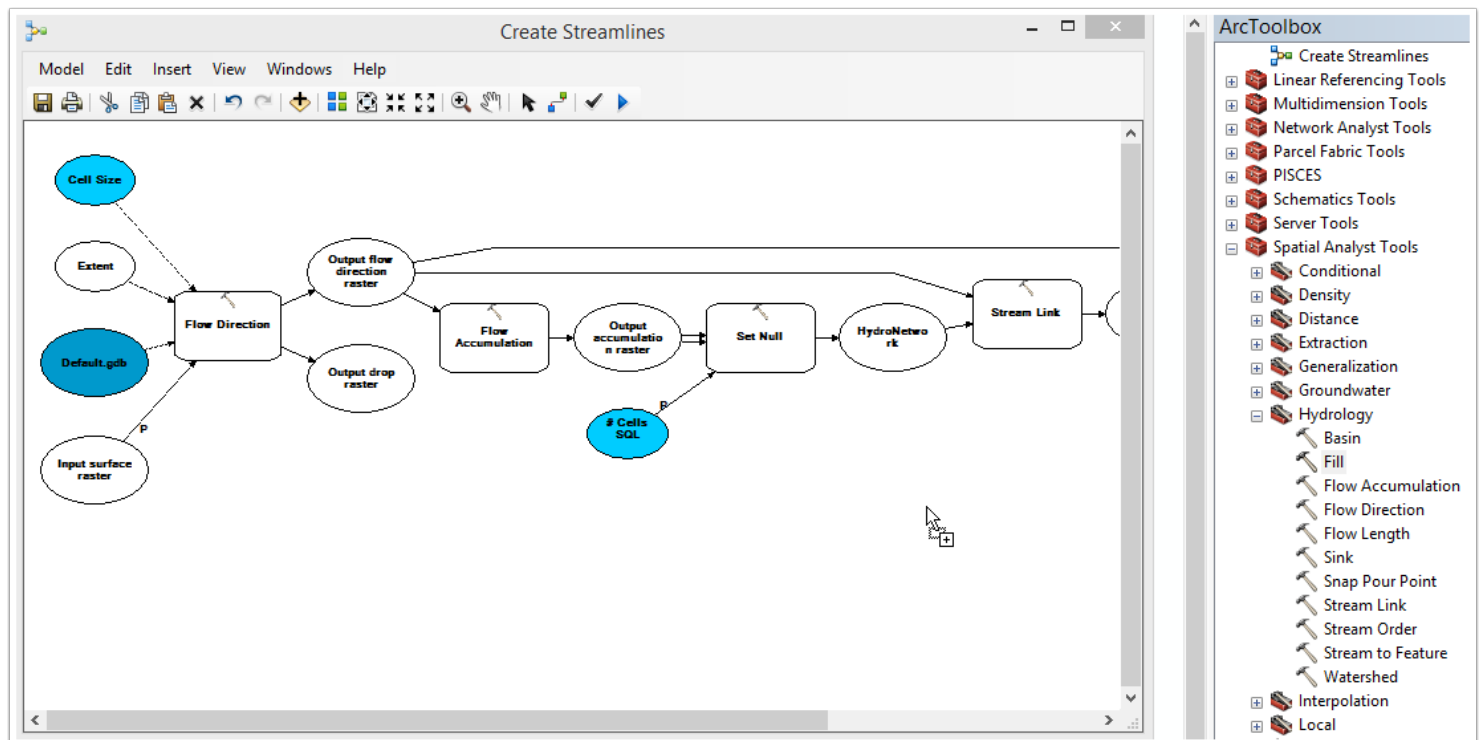 Create Streamlines
Model Edit Insert View Windows Help
Cell Size
Extent
Default.gdb
Input surface
raster
P
Flow Direction
Output flow
direction
raster
Output drop
raster
Flow
Accumulation
Output
accumulatio
n raster
Set Null
# Cells
SQL
P
HydroNetwo
rk
Stream Link
ArcToolbox
Create Streamlines
Linear Referencing Tools
Multidimension Tools
Network Analyst Tools
Parcel Fabric Tools
PISCES
Schematics Tools
Server Tools
Spatial Analyst Tools
Conditional
Density
Distance
Extraction
Generalization
Groundwater
Hydrology
Basin
Fill
Flow Accumulation
Flow Direction
Flow Length
Sink
Snap Pour Point
Stream Link
Stream Order
Stream to Feature
Watershed
Interpolation
Local